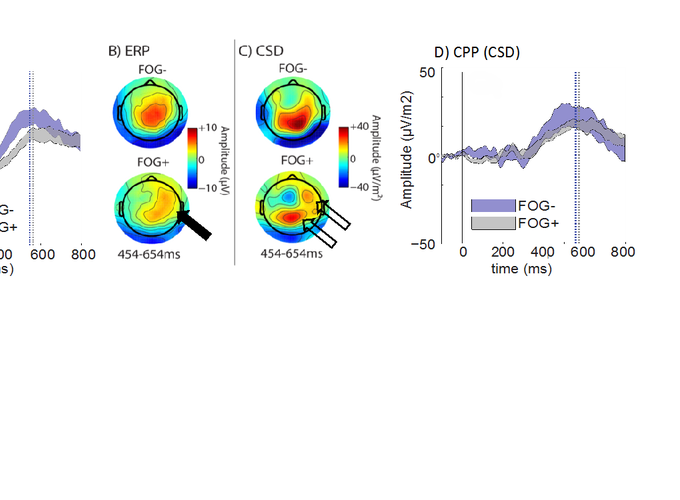 B) ERP
FOG-
+10
0
−10
Amplitude (µV)
FOG+
454-654ms
C) CSD
FOG-
+40
0
−40
Amplitude (µV/m²)
FOG+
454-654ms
D) CPP (CSD)
50
0
−50
Amplitude (µV/m2)
FOG-
FOG+
0 200 400 600 800
time (ms)
G-
G+
00 600 800
s)